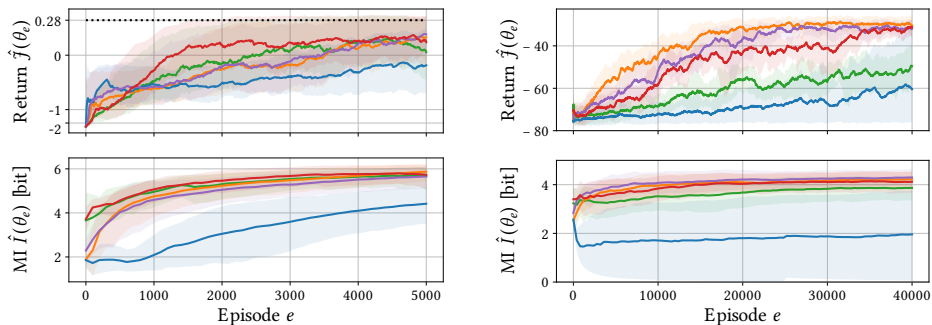 Return Ĵ(θₑ)
0.28
0
−1
−2
Return Ĵ(θₑ)
−40
−60
−80
MI Î(θₑ) [bit]
6
4
2
0 1000 2000 3000 4000 5000
Episode e
MI Î(θₑ) [bit]
4
2
0
0 10000 20000 30000 40000
Episode e